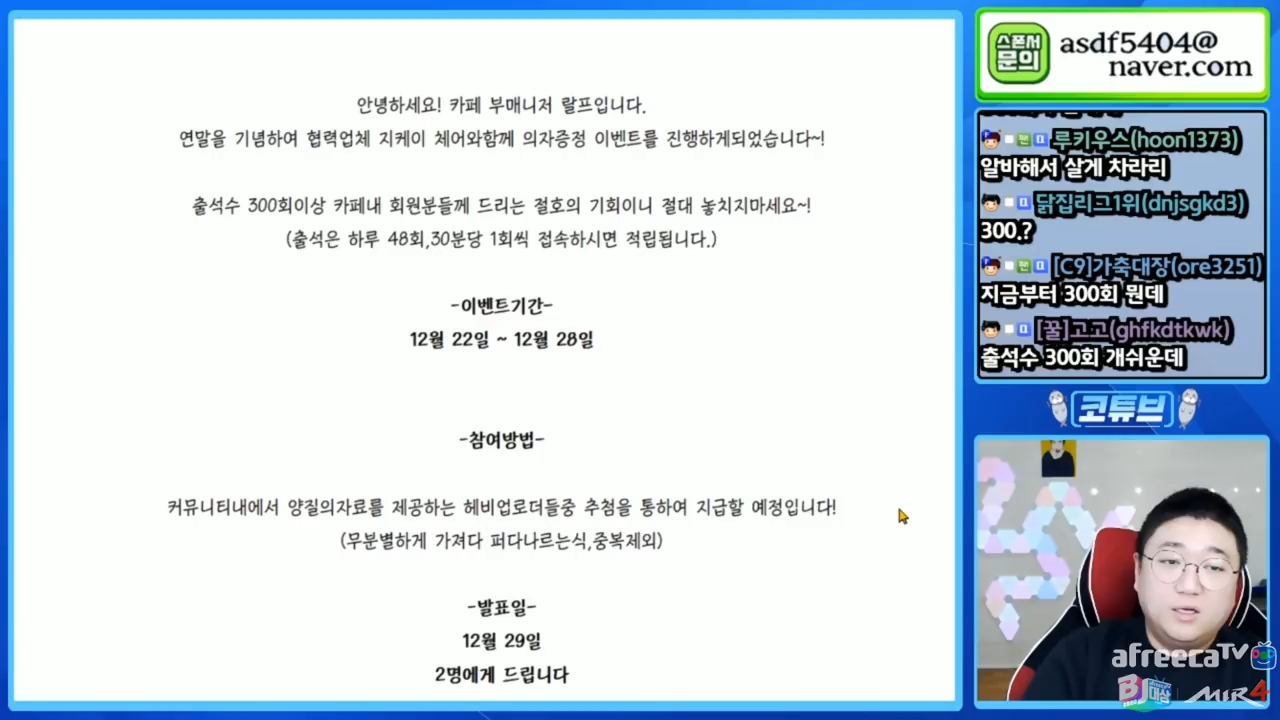 안녕하세요! 카페 부매니저 랄프입니다.
연말을 기념하여 협력업체 지케이 체어와함께 의자증정 이벤트를 진행하게되었습니다~!
출석수 300회이상 카페내 회원분들께 드리는 절호의 기회이니 절대 놓치지마세요~!
(출석은 하루 48회,30분당 1회씩 접속하시면 적립됩니다.)
-이벤트기간-
12월 22일 ~ 12월 28일
-참여방법-
커뮤니티내에서 양질의자료를 제공하는 헤비업로더들중 추첨을 통하여 지급할 예정입니다!
(무분별하게 가져다 퍼다나르는식,중복제외)
-발표일-
12월 29일
2명에게 드립니다
스폰서
문의
asdf5404@
naver.com
루키우스(hoon1373)
알바해서 살게 차라리
닭집리그1위(dnjsgkd3)
300.?
[C9]가축대장(ore3251)
지금부터 300회 뭔데
[꿀]고고(ghfkdtkwk)
출석수 300회 개쉬운데
코튜브
afreecaTV
afreecaTV
BJ대상
MIR4